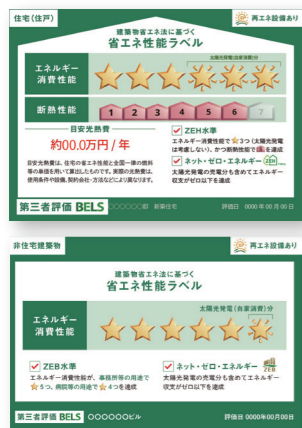 住宅(住戸)
再エネ設備あり
建築物省エネ法に基づく
省エネ性能ラベル
太陽光発電(自家消費)分
エネルギー
消費性能
断熱性能
1 2 3 4 5 6 7
目安光熱費
約00.0万円 / 年
目安光熱費は、住宅の省エネ性能と全国一律の燃料
等の単価を用いて算出したものです。実際の光熱費は、
使用条件や設備、契約会社・方法などにより異なります。
ZEH水準
エネルギー消費性能で☆3つ (太陽光発電
は考慮しない)、かつ断熱性能で5を達成
ネット・ゼロ・エネルギー
太陽光発電の売電分も含めてエネルギー
収支がゼロ以下を達成
第三者評価 BELS
〇〇〇〇〇〇邸 新築住宅
評価日 0000年00月00日
非住宅建築物
再エネ設備あり
建築物省エネ法に基づく
省エネ性能ラベル
太陽光発電(自家消費)分
エネルギー
消費性能
ZEB水準
エネルギー消費性能が、事務所等の用途で
☆5つ、病院等の用途で☆4つを達成
ネット・ゼロ・エネルギー
ZEB
太陽光発電の売電分も含めてエネルギー
収支がゼロ以下を達成
第三者評価 BELS
〇〇〇〇〇〇ビル
評価日 0000年00月00日